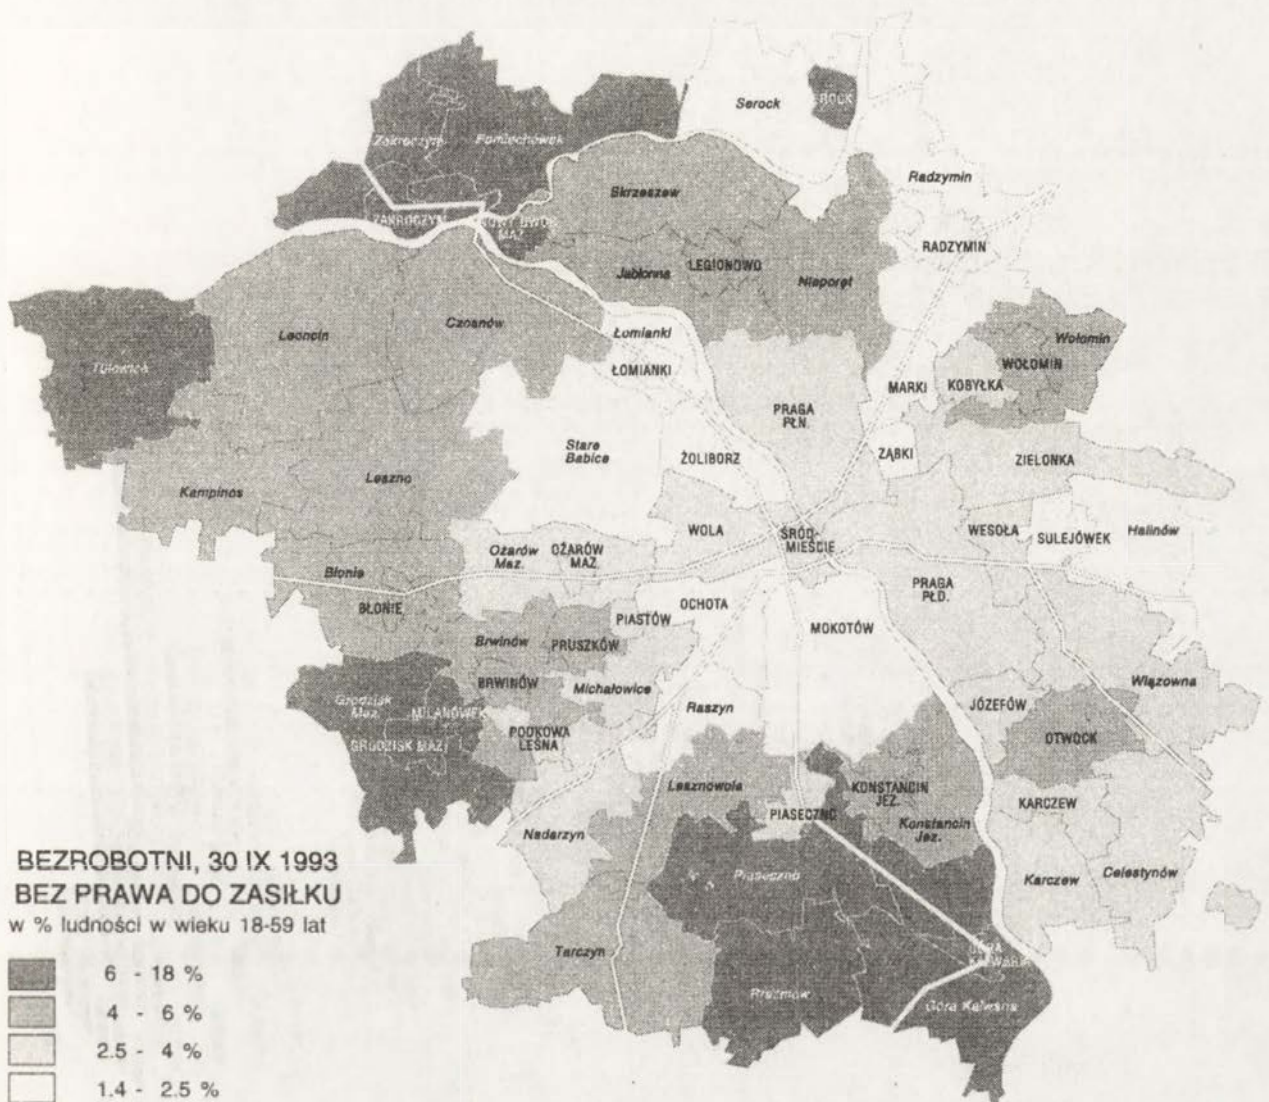 Serock
Zakroczym
Pomiechówek
Radzymin
Skrzeszew
ZAKROCZYM
NOWY DWÓR
MAZ.
RADZYMIN
Jabłonna
LEGIONOWO
Nieporęt
Leoncin
Czosnów
Łomianki
ŁOMIANKI
Wołomin
WOŁOMIN
MARKI
KOBYŁKA
PRAGA
PŁN.
Stare
Babice
ŻOLIBORZ
ZĄBKI
ZIELONKA
Leszno
Kampinos
WOLA
ŚRÓD-
MIEŚCIE
WESOŁA
SULEJÓWEK
Halinów
Ożarów
Maz.
OŻARÓW
MAZ.
Błonie
BŁONIE
PRAGA
PŁD.
PIASTÓW
OCHOTA
MOKOTÓW
Brwinów
PRUSZKÓW
BRWINÓW
Michałowice
Raszyn
JÓZEFÓW
Wiązowna
Grodzisk
Maz.
MILANÓWEK
GRODZISK MAZ.
PODKOWA
LEŚNA
OTWOCK
Lesznowola
KONSTANCIN
JEZ.
PIASECZNO
Konstancin
Jez.
KARCZEW
Nadarzyn
Piaseczno
Karczew
Celestynów
Tarczyn
GÓRA
KALWARIA
Prażmów
Góra Kalwaria
BEZROBOTNI, 30 IX 1993
BEZ PRAWA DO ZASIŁKU
w % ludności w wieku 18-59 lat
6 - 18 %
4 - 6 %
2.5 - 4 %
1.4 - 2.5 %